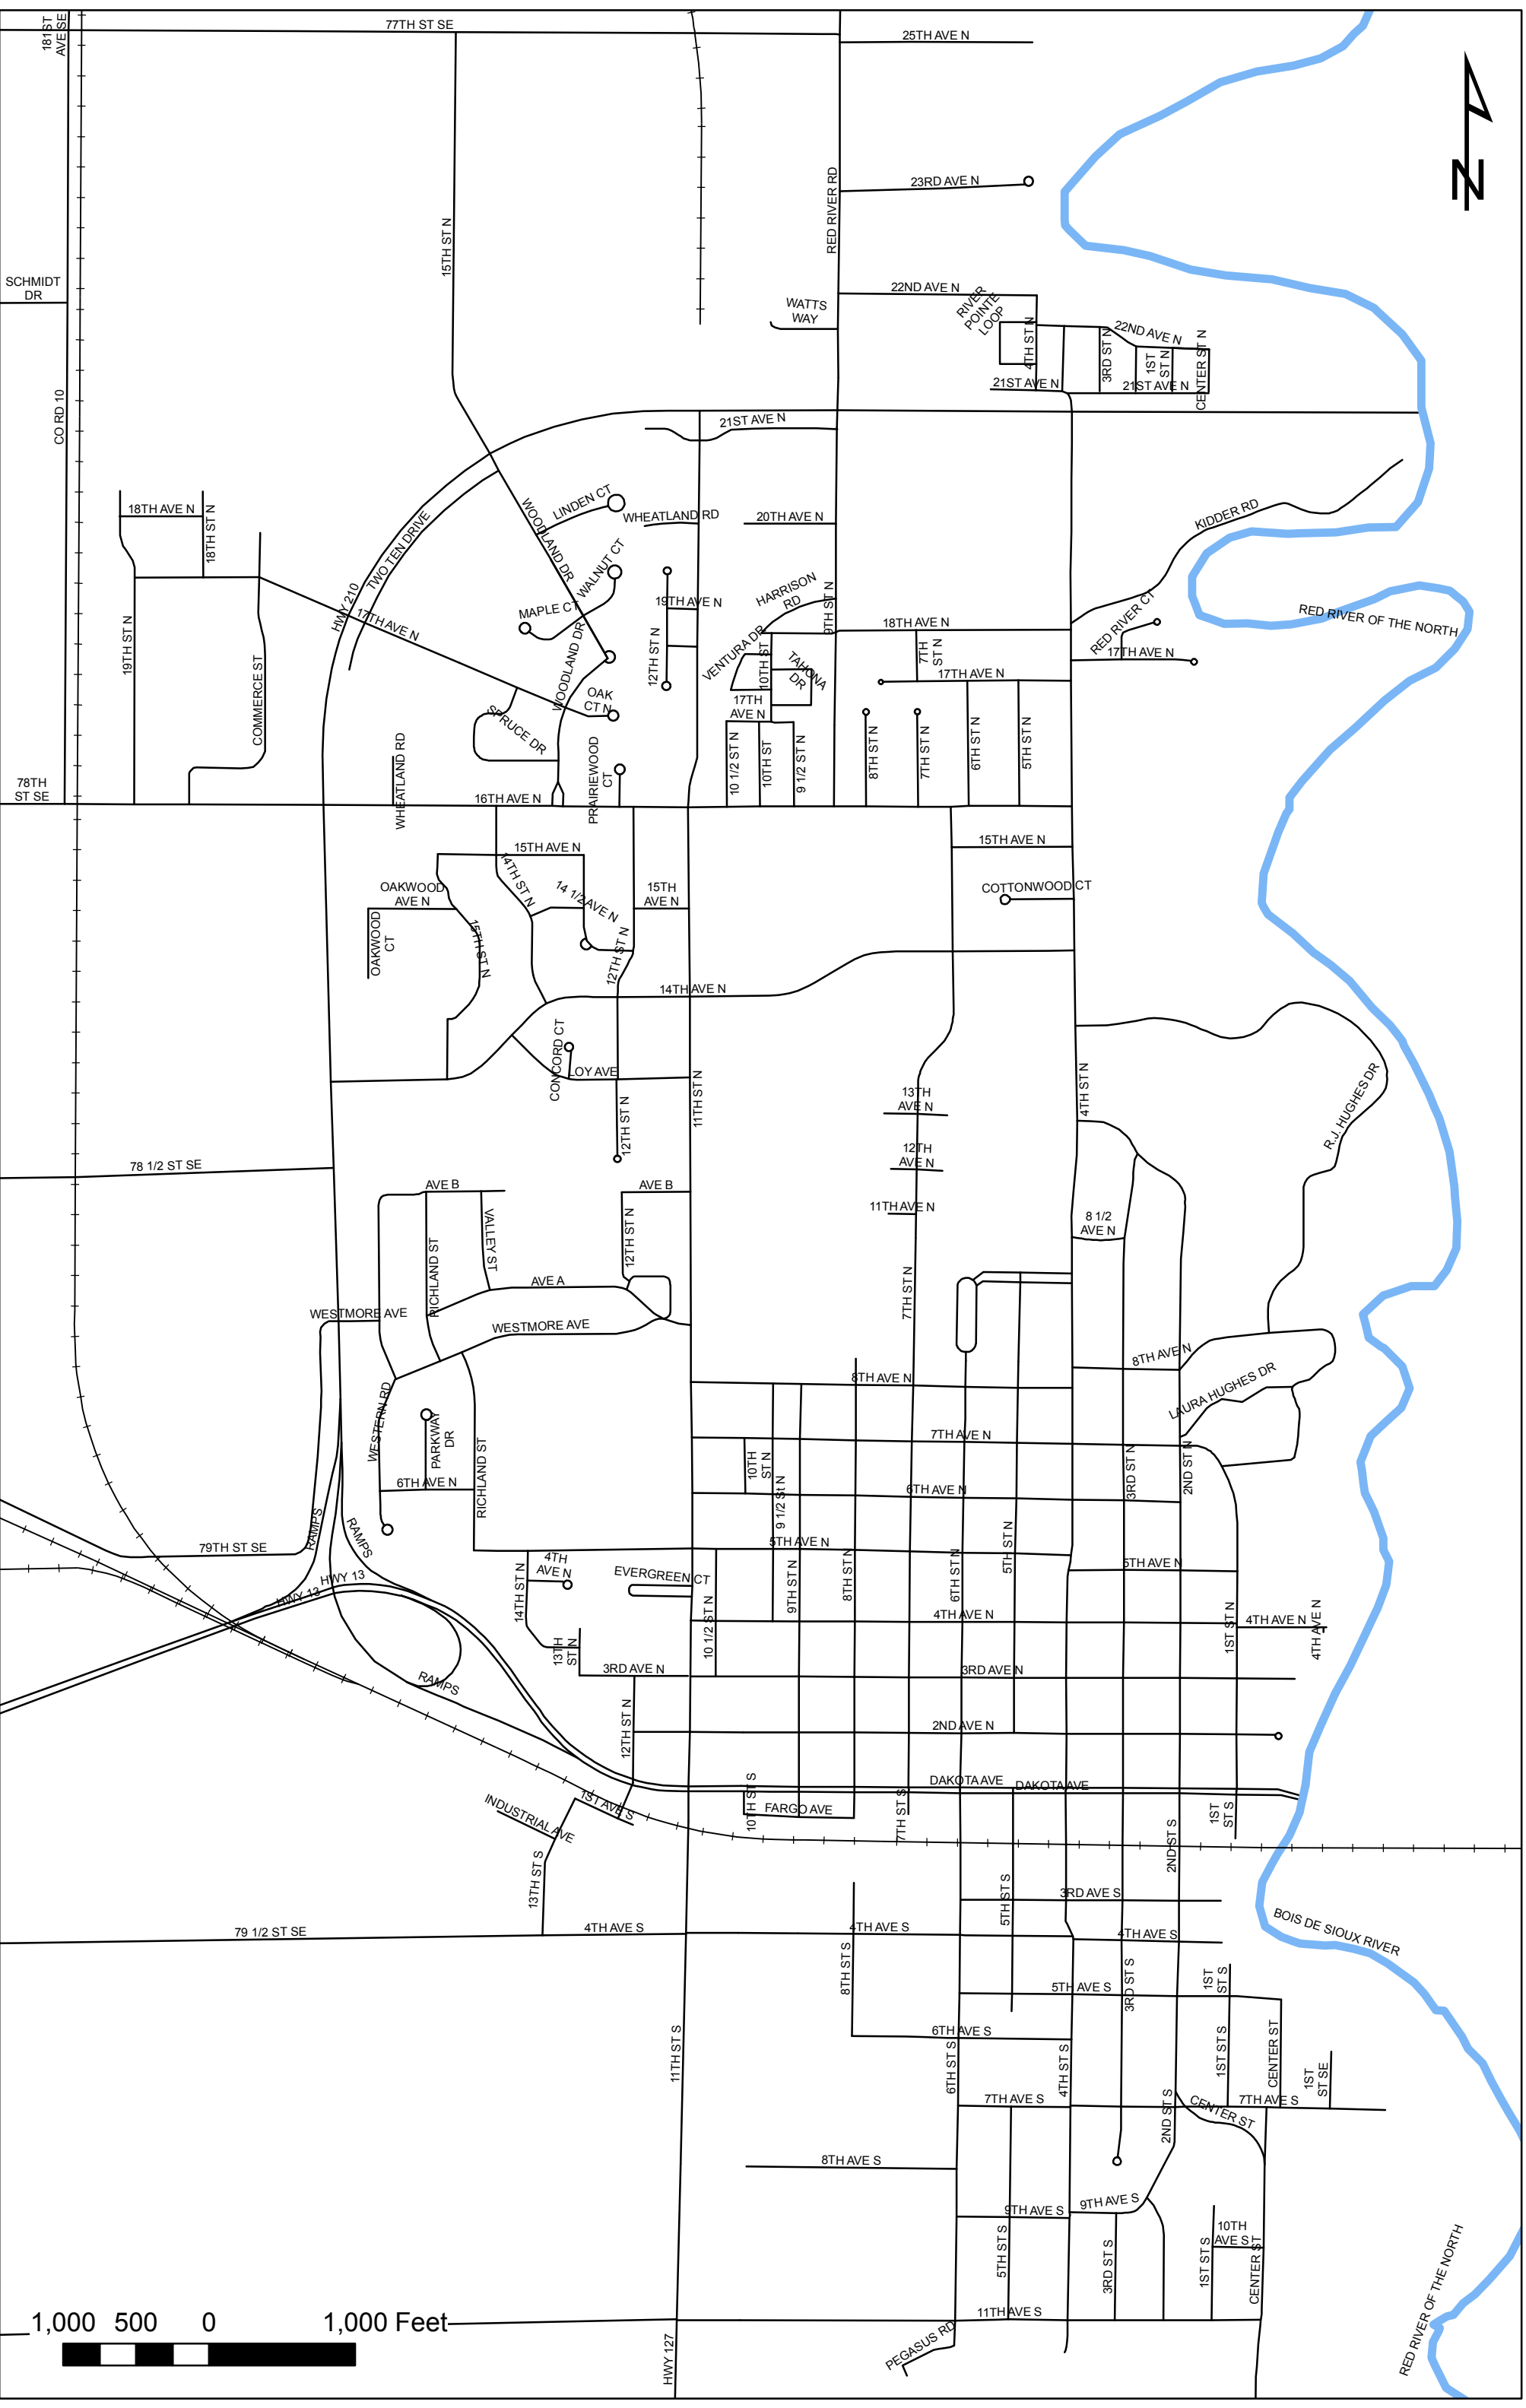 181ST
AVE SE
77TH ST SE
25TH AVE N
15TH ST N
RED RIVER RD
23RD AVE N
N
SCHMIDT
DR
CO RD 10
WATTS
WAY
22ND AVE N
RIVER
POINTE
LOOP
4TH ST N
22ND AVE N
3RD ST N
1ST
ST N
CENTER ST N
21ST AVE N
21ST AVE N
21ST AVE N
18TH AVE N
18TH ST N
19TH ST N
COMMERCE ST
HWY 210
TWO TEN DRIVE
17TH AVE N
WOODLAND DR
LINDEN CT
WHEATLAND RD
20TH AVE N
KIDDER RD
WALNUT CT
MAPLE CT
WOODLAND DR
19TH AVE N
12TH ST N
HARRISON
RD
9TH ST N
VENTURA DR
10TH ST
TAHONA
DR
18TH AVE N
7TH
ST N
17TH AVE N
RED RIVER CT
17TH AVE N
RED RIVER OF THE NORTH
OAK
CT N
SPRUCE DR
17TH
AVE N
10 1/2 ST N
10TH ST
9 1/2 ST N
8TH ST N
7TH ST N
6TH ST N
5TH ST N
PRAIRIEWOOD
CT
WHEATLAND RD
78TH
ST SE
16TH AVE N
15TH AVE N
14TH ST N
15TH AVE N
OAKWOOD
AVE N
14 1/2 AVE N
15TH
AVE N
COTTONWOOD CT
OAKWOOD
CT
15TH ST N
12TH ST N
14TH AVE N
CONCORD CT
LOY AVE
12TH ST N
11TH ST N
13TH
AVE N
4TH ST N
R.J. HUGHES DR
12TH
AVE N
78 1/2 ST SE
AVE B
AVE B
11TH AVE N
8 1/2
AVE N
VALLEY ST
RICHLAND ST
12TH ST N
7TH ST N
AVE A
WESTMORE AVE
WESTMORE AVE
8TH AVE N
8TH AVE N
LAURA HUGHES DR
WESTERN RD
PARKWAY
DR
RICHLAND ST
7TH AVE N
10TH
ST N
9 1/2 St N
3RD ST N
2ND ST N
6TH AVE N
6TH AVE N
RAMPS
RAMPS
79TH ST SE
5TH AVE N
5TH AVE N
4TH
AVE N
EVERGREEN CT
14TH ST N
9TH ST N
8TH ST N
6TH ST N
5TH ST N
HWY 13
HWY 13
13TH
ST N
10 1/2 ST N
4TH AVE N
1ST ST N
4TH AVE N
4TH AVE N
3RD AVE N
3RD AVE N
RAMPS
12TH ST N
2ND AVE N
DAKOTA AVE
DAKOTA AVE
INDUSTRIAL AVE
1ST AVE S
10TH ST S
FARGO AVE
7TH ST S
1ST
ST S
2ND ST S
13TH ST S
3RD AVE S
5TH ST S
79 1/2 ST SE
4TH AVE S
4TH AVE S
4TH AVE S
BOIS DE SIOUX RIVER
8TH ST S
5TH AVE S
3RD ST S
1ST
ST S
6TH AVE S
11TH ST S
6TH ST S
4TH ST S
1ST ST S
CENTER ST
1ST
ST SE
7TH AVE S
7TH AVE S
CENTER ST
2ND ST S
8TH AVE S
9TH AVE S
9TH AVE S
5TH ST S
3RD ST S
1ST ST S
10TH
AVE S
CENTER ST
RED RIVER OF THE NORTH
11TH AVE S
PEGASUS RD
HWY 127
1,000 500 0 1,000 Feet